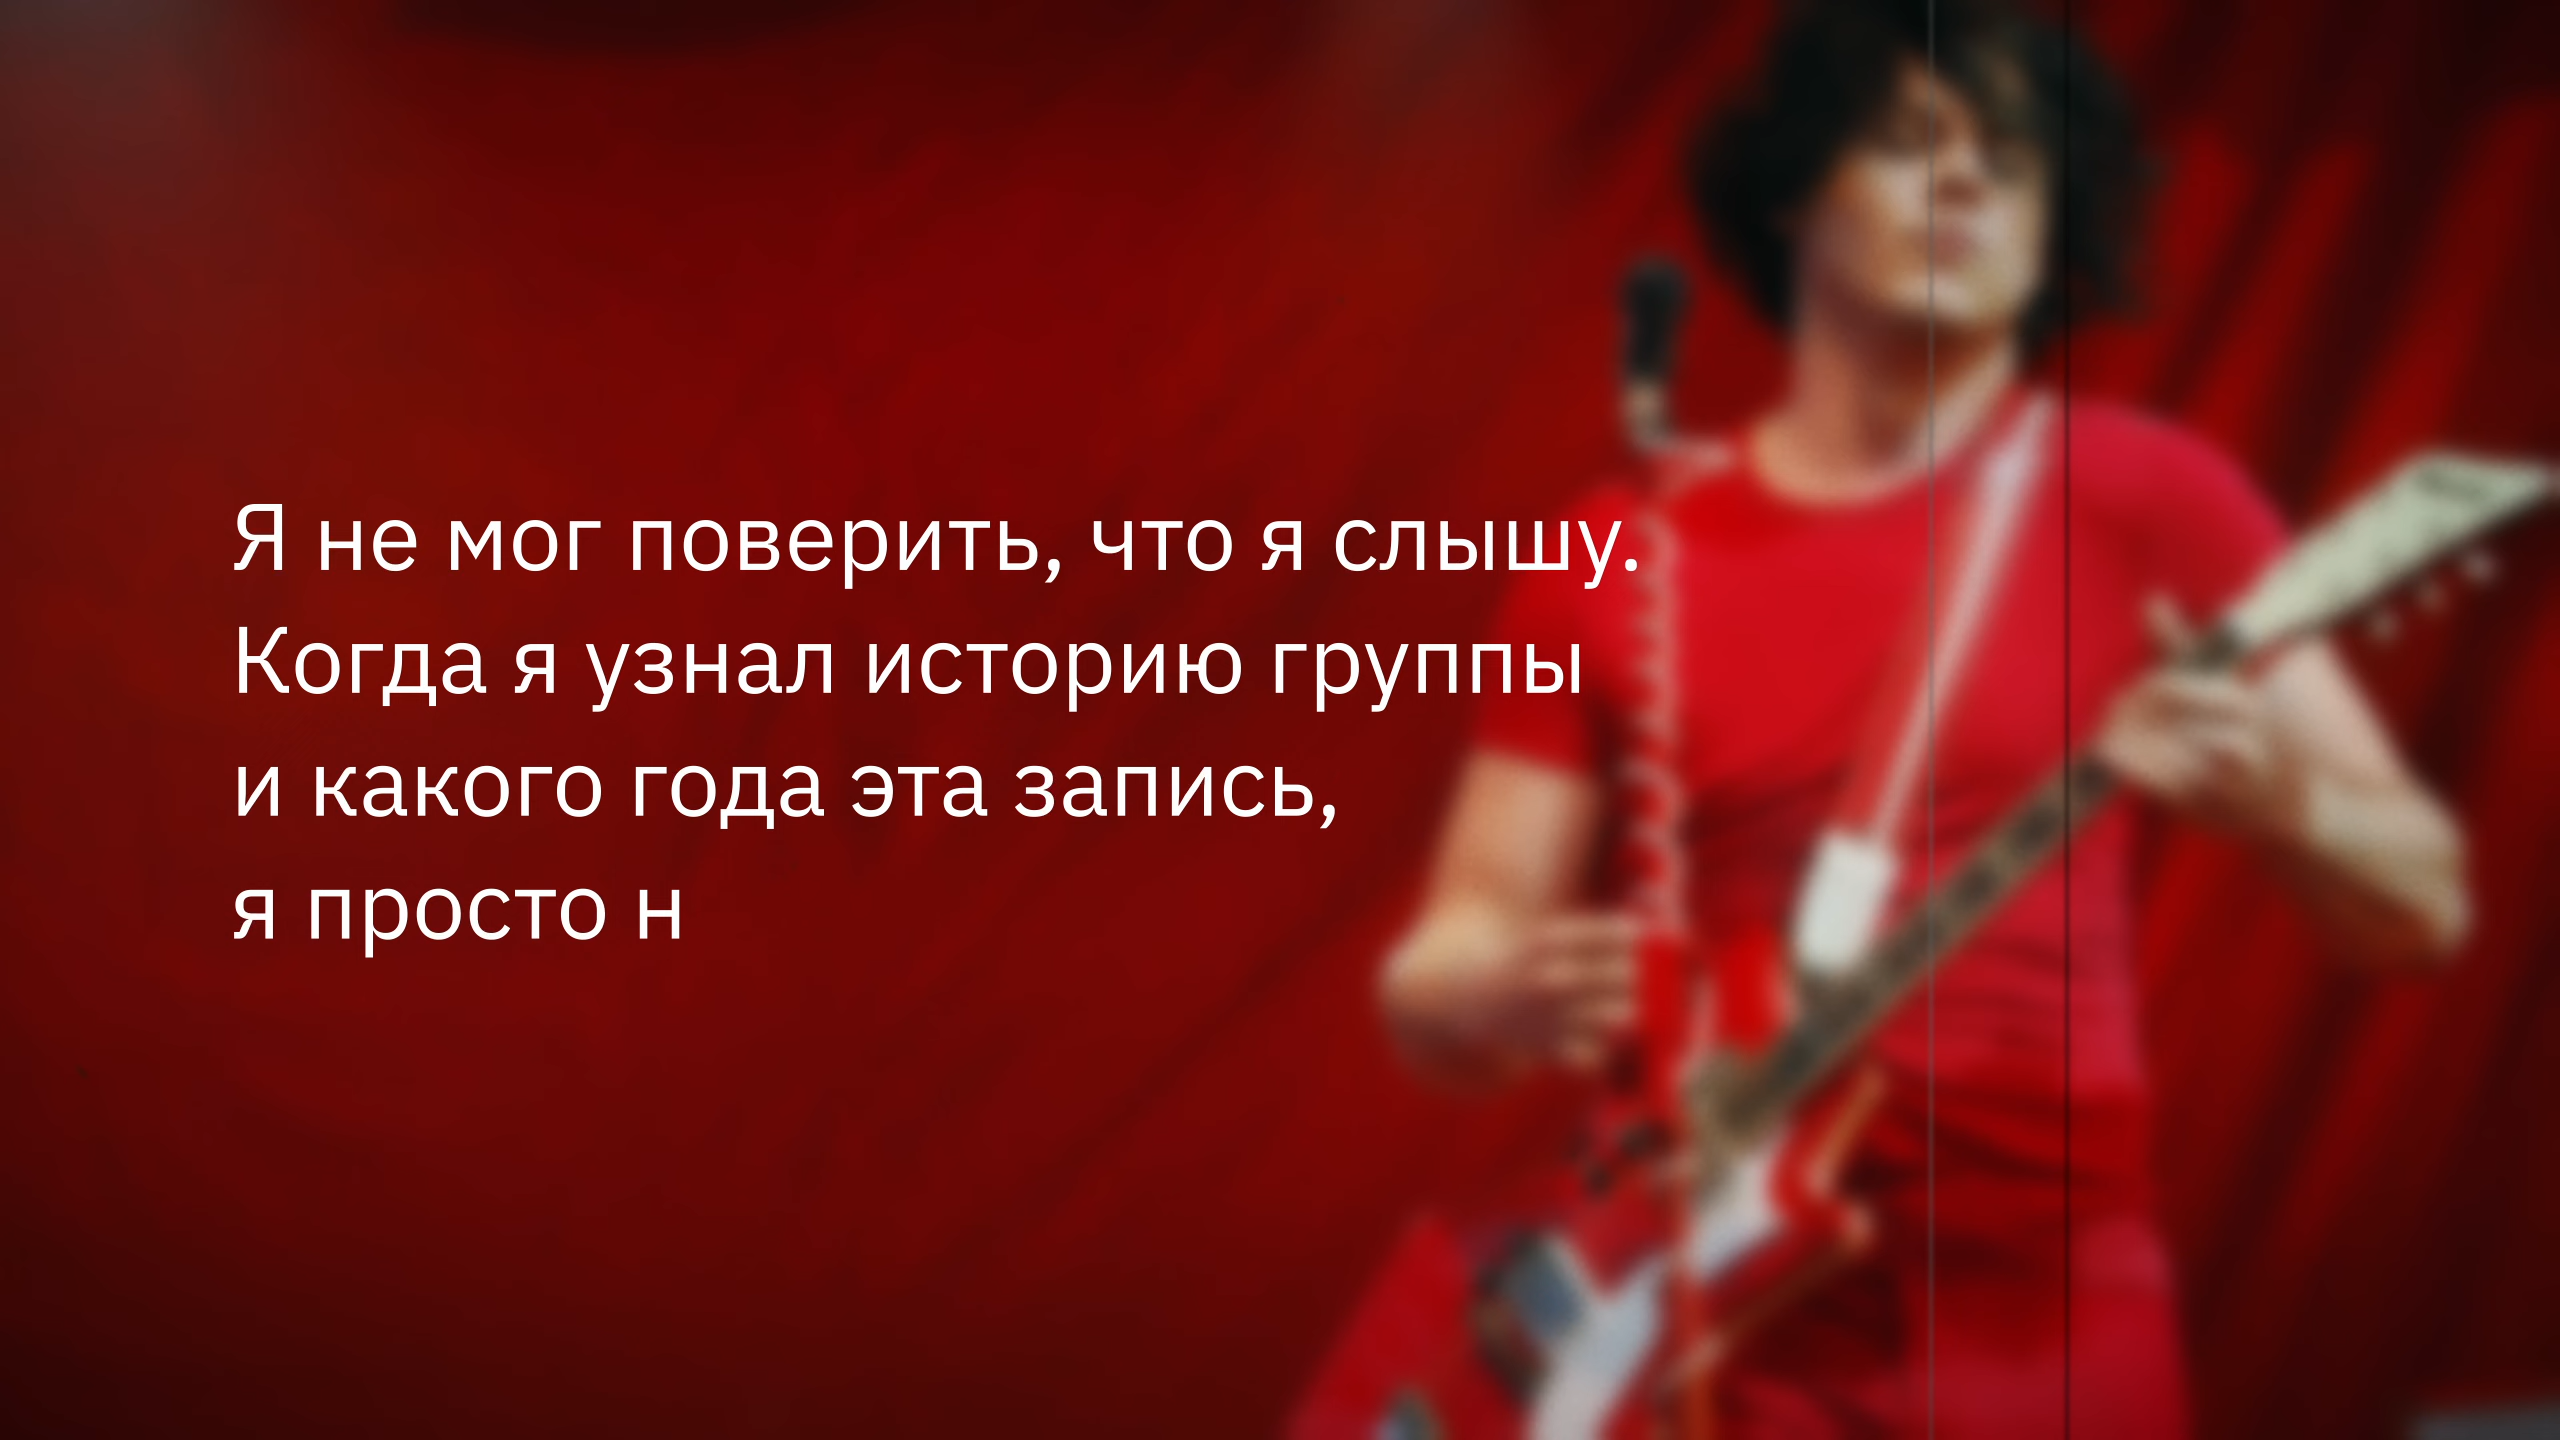 Я не мог поверить, что я слышу.
Когда я узнал историю группы
и какого года эта запись,
я просто н